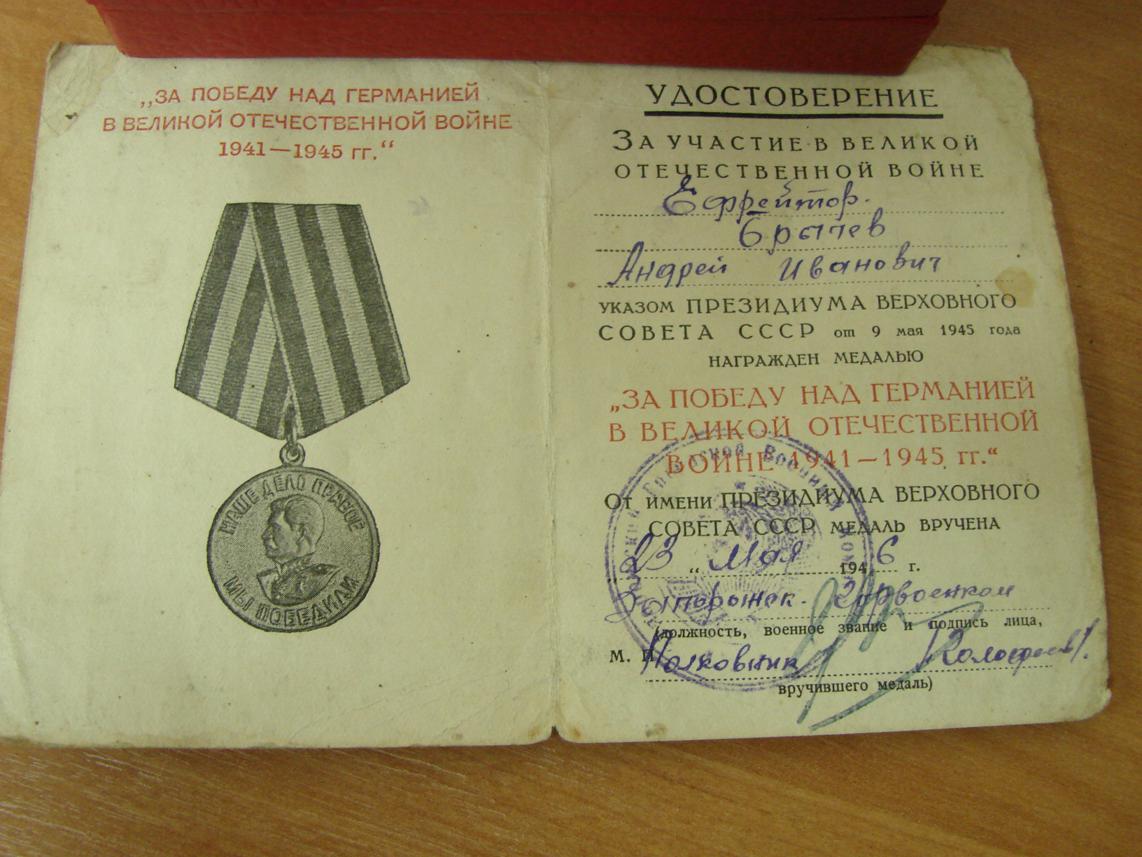 „ЗА ПОБЕДУ НАД ГЕРМАНИЕЙ
В ВЕЛИКОЙ ОТЕЧЕСТВЕННОЙ ВОЙНЕ
1941—1945 гг.“
НАШЕ ДЕЛО ПРАВОЕ
МЫ ПОБЕДИЛИ
УДОСТОВЕРЕНИЕ
ЗА УЧАСТИЕ В ВЕЛИКОЙ
ОТЕЧЕСТВЕННОЙ ВОЙНЕ
Ефрейтор.
Брычев
Андрей Иванович
УКАЗОМ ПРЕЗИДИУМА ВЕРХОВНОГО
СОВЕТА СССР от 9 мая 1945 года
НАГРАЖДЕН МЕДАЛЬЮ
„ЗА ПОБЕДУ НАД ГЕРМАНИЕЙ
В ВЕЛИКОЙ ОТЕЧЕСТВЕННОЙ
ВОЙНЕ 1941—1945 гг.“
От имени ПРЕЗИДИУМА ВЕРХОВНОГО
СОВЕТА СССР МЕДАЛЬ ВРУЧЕНА
„23 “ мая 1946 г.
Запорожск. Горвоенком
(должность, военное звание и подпись лица,
М. П. Полковник
вручившего медаль)